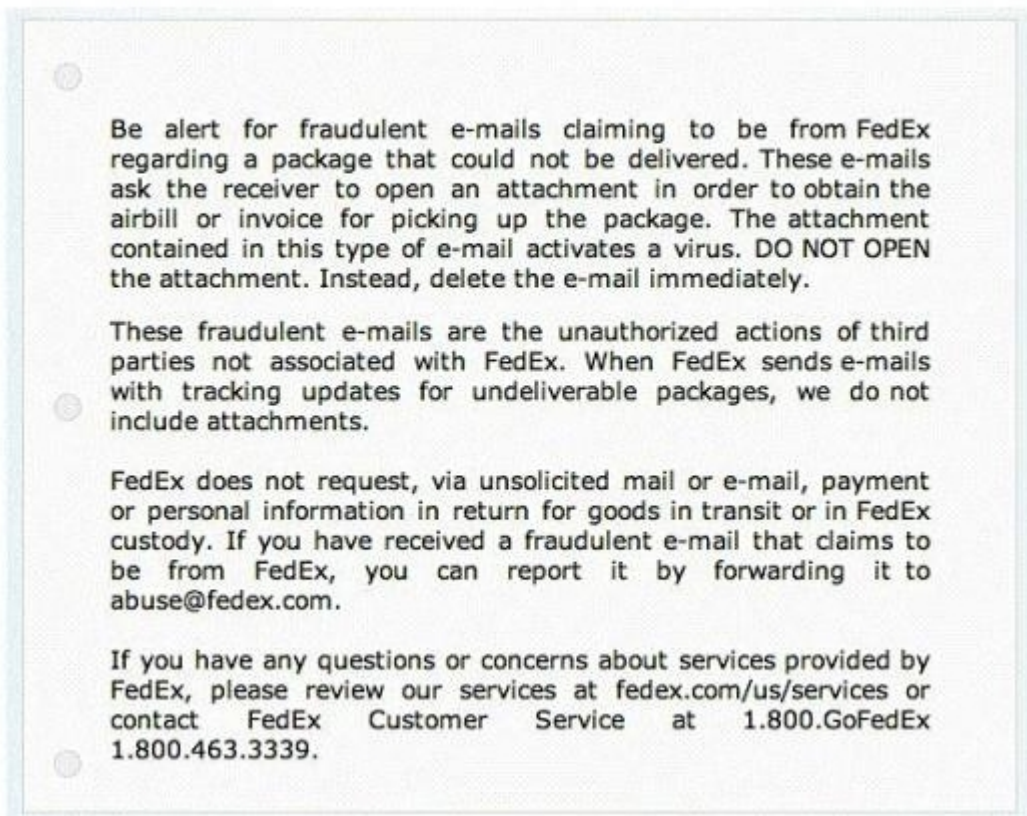 Be alert for fraudulent e-mails claiming to be from FedEx
regarding a package that could not be delivered. These e-mails
ask the receiver to open an attachment in order to obtain the
airbill or invoice for picking up the package. The attachment
contained in this type of e-mail activates a virus. DO NOT OPEN
the attachment. Instead, delete the e-mail immediately.
These fraudulent e-mails are the unauthorized actions of third
parties not associated with FedEx. When FedEx sends e-mails
with tracking updates for undeliverable packages, we do not
include attachments.
FedEx does not request, via unsolicited mail or e-mail, payment
or personal information in return for goods in transit or in FedEx
custody. If you have received a fraudulent e-mail that claims to
be from FedEx, you can report it by forwarding it to
abuse@fedex.com.
If you have any questions or concerns about services provided by
FedEx, please review our services at fedex.com/us/services or
contact FedEx Customer Service at 1.800.GoFedEx
1.800.463.3339.